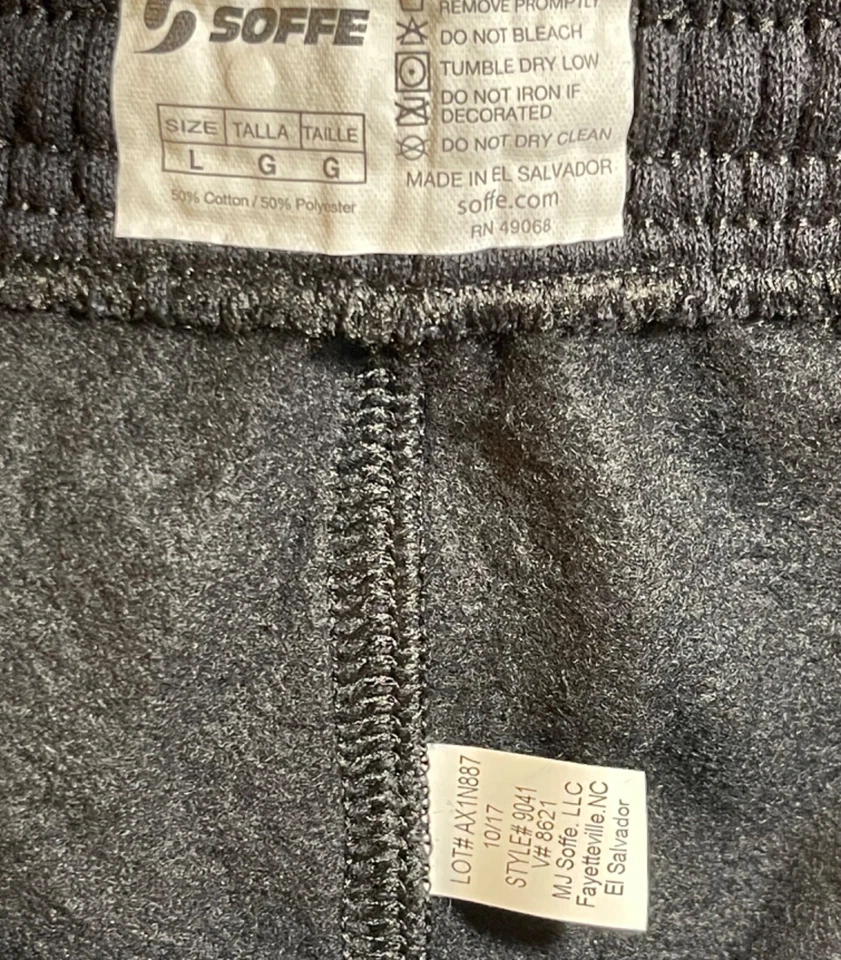 SOFFE
SIZE TALLA TAILLE
L G G
50% Cotton / 50% Polyester
REMOVE PROMPTLY
DO NOT BLEACH
TUMBLE DRY LOW
DO NOT IRON IF
DECORATED
DO NOT DRY CLEAN
MADE IN EL SALVADOR
soffe.com
RN 49068
LOT# AX1N887
10/17
STYLE# 9041
V# 8621
MJ Soffe. LLC
Fayetteville.NC
El Salvador